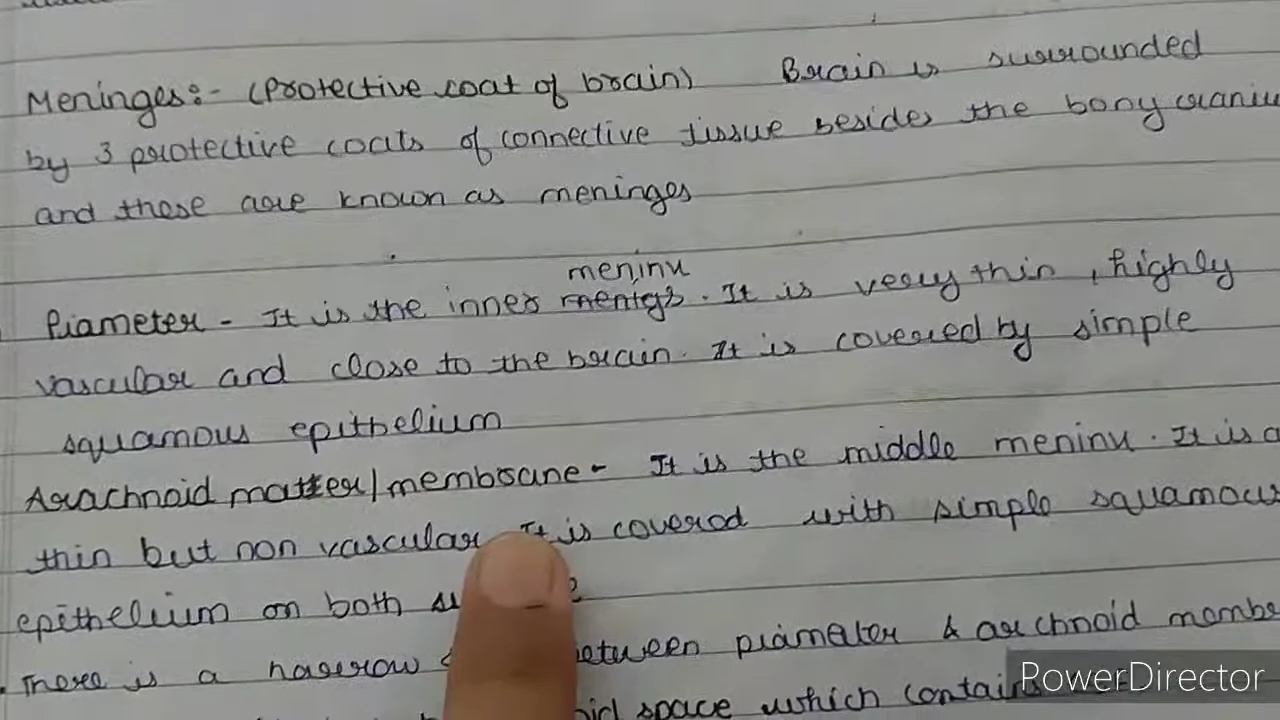 Meninges:- (Protective coat of brain) Brain is surrounded
by 3 protective coats of connective tissue besides the bony craniu
and these are known as meninges
meninu
Piameter - It is the inner . It is very thin , highly
vascular and close to the brain. It is covered by simple
squamous epithelium
Arachnoid matter/membrane - It is the middle meninu. It is a
thin but non vascular It is covered with simple squamous
epithelium on both
There is a narrow between piameter & arachnoid membe
space which contains
PowerDirector